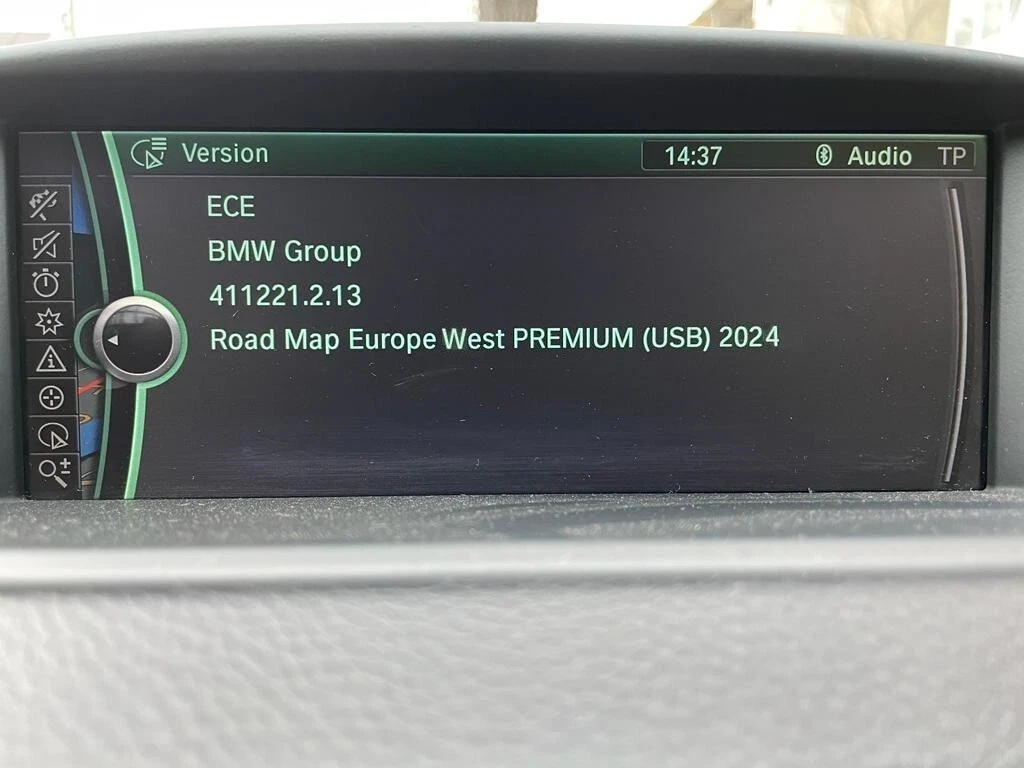 Version
14:37 Audio TP
ECE
BMW Group
411221.2.13
Road Map Europe West PREMIUM (USB) 2024